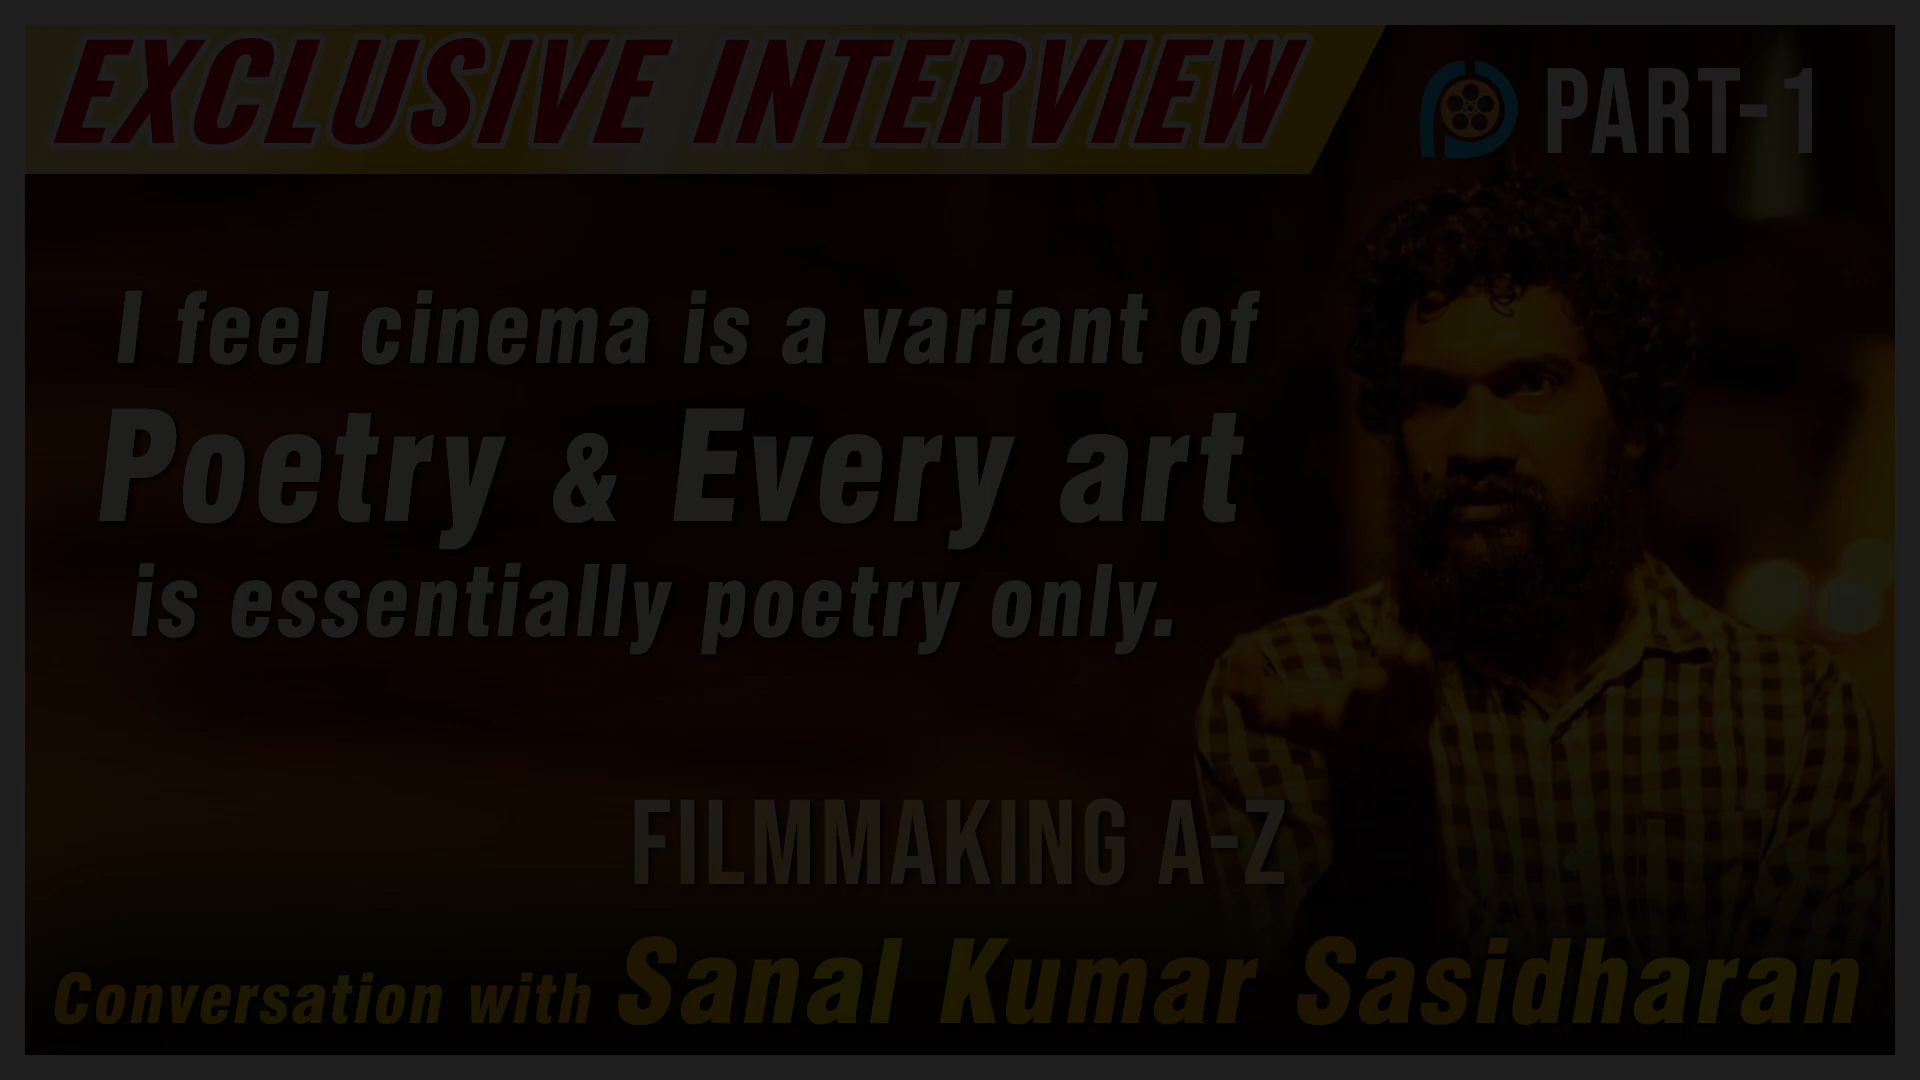 EXCLUSIVE INTERVIEW
PART-1
I feel cinema is a variant of
Poetry & Every art
is essentially poetry only.
FILMMAKING A-Z
Conversation with Sanal Kumar Sasidharan